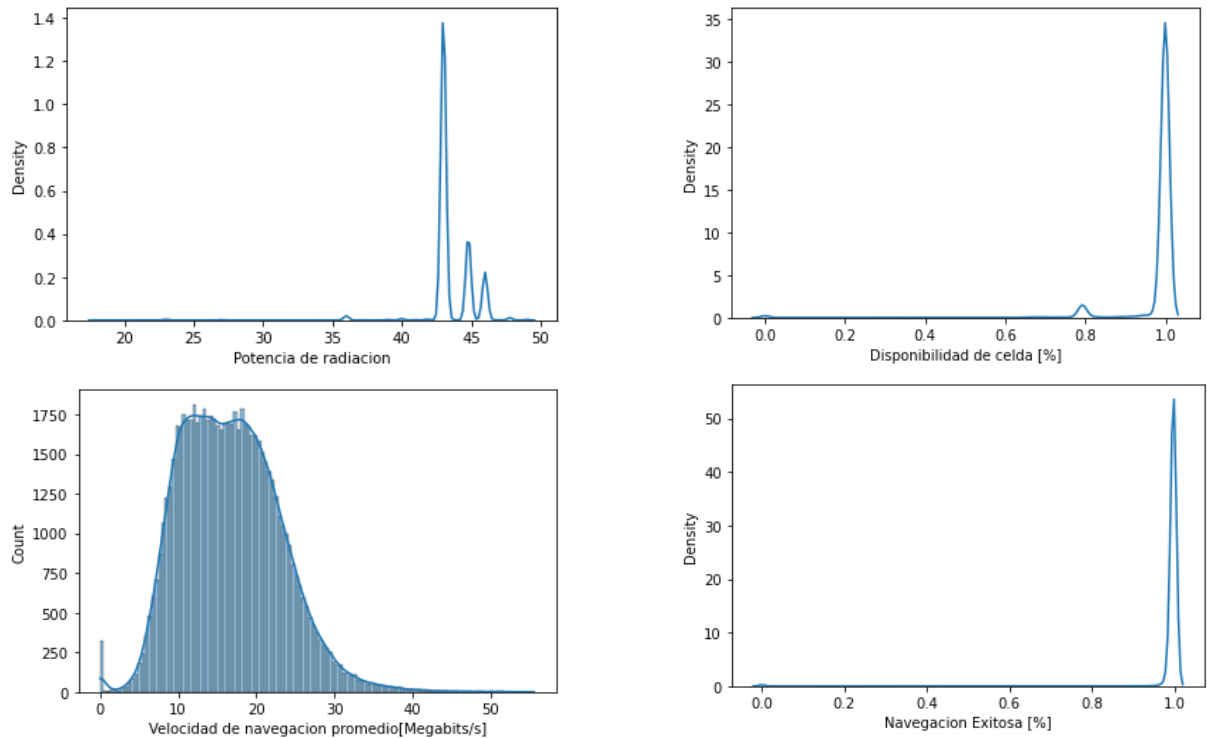 Density
1.4
1.2
1.0
0.8
0.6
0.4
0.2
0.0
20 25 30 35 40 45 50
Potencia de radiacion
Density
35
30
25
20
15
10
5
0
0.0 0.2 0.4 0.6 0.8 1.0
Disponibilidad de celda [%]
Count
1750
1500
1250
1000
750
500
250
0
0 10 20 30 40 50
Velocidad de navegacion promedio[Megabits/s]
Density
50
40
30
20
10
0
0.0 0.2 0.4 0.6 0.8 1.0
Navegacion Exitosa [%]